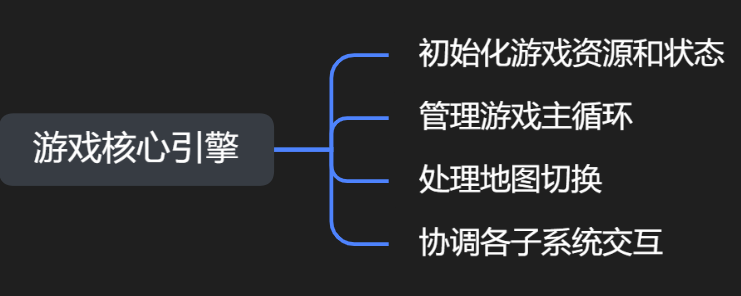 游戏核心引擎
初始化游戏资源和状态
管理游戏主循环
处理地图切换
协调各子系统交互